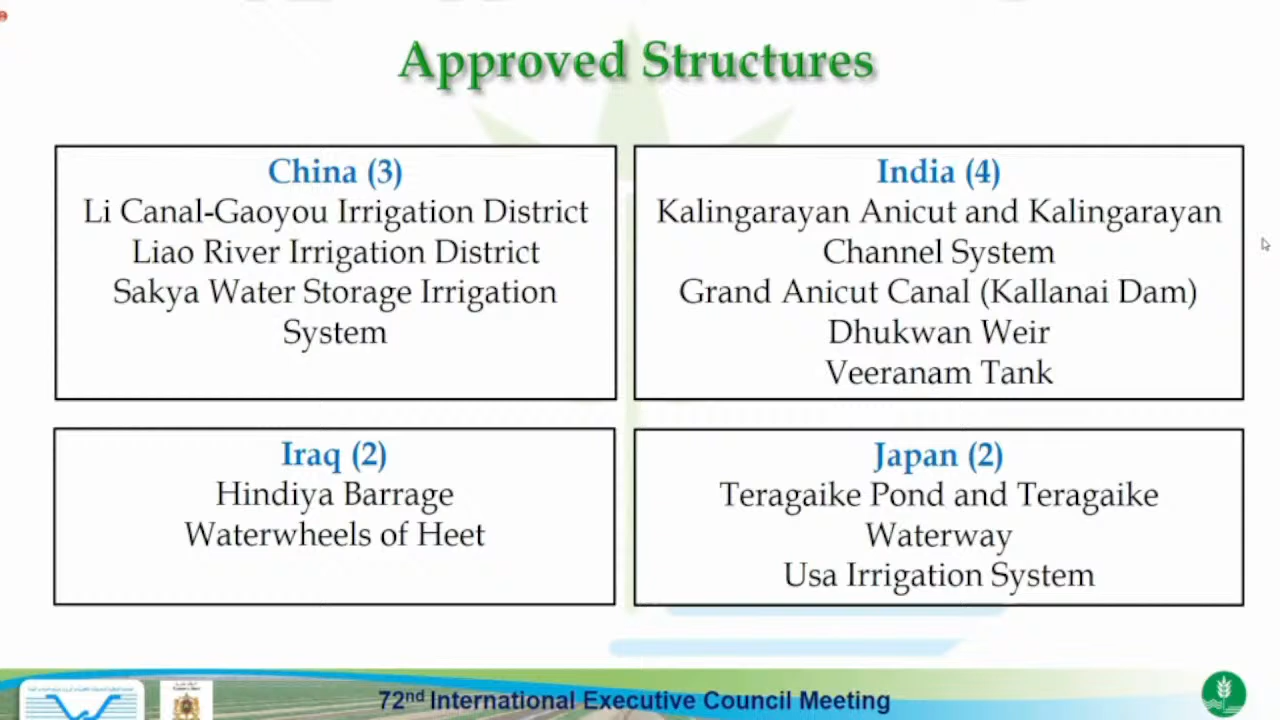 Approved Structures
China (3)
Li Canal-Gaoyou Irrigation District
Liao River Irrigation District
Sakya Water Storage Irrigation
System
India (4)
Kalingarayan Anicut and Kalingarayan
Channel System
Grand Anicut Canal (Kallanai Dam)
Dhukwan Weir
Veeranam Tank
Iraq (2)
Hindiya Barrage
Waterwheels of Heet
Japan (2)
Teragaike Pond and Teragaike
Waterway
Usa Irrigation System
72nd International Executive Council Meeting